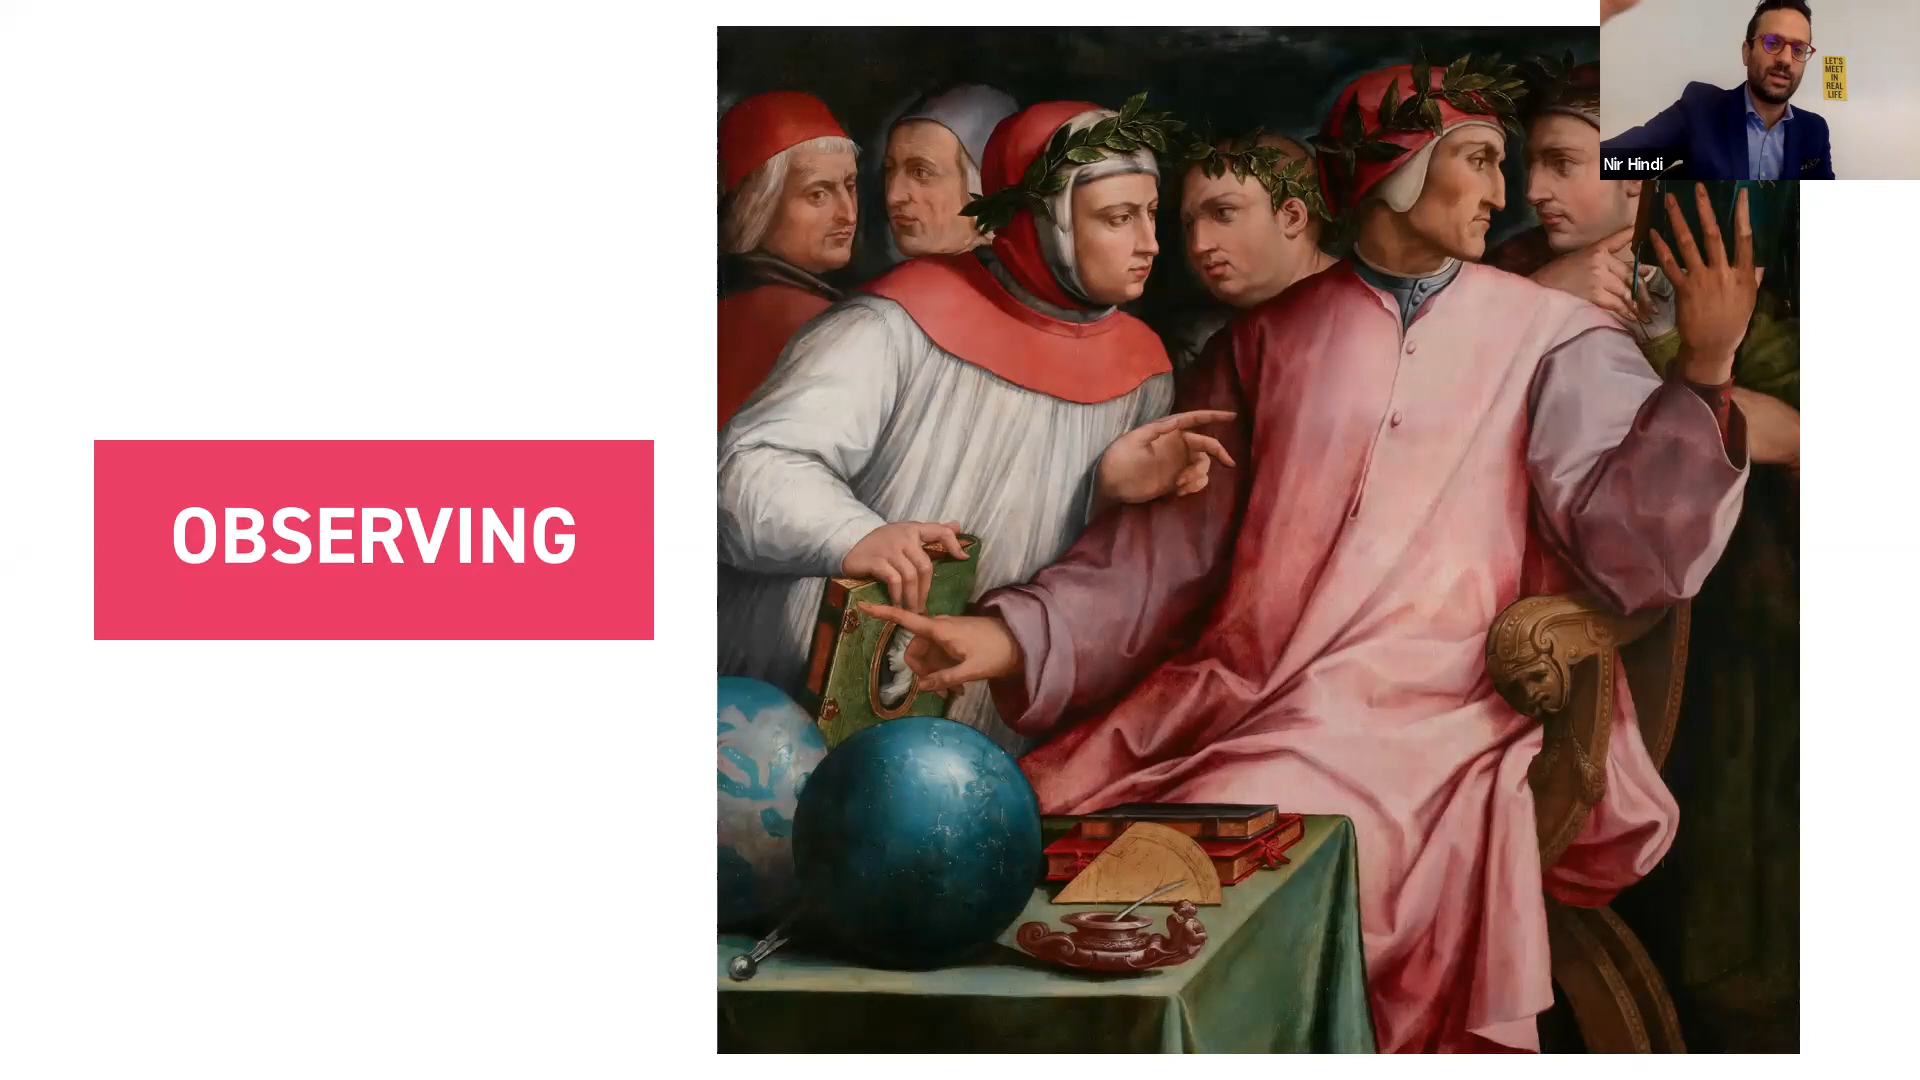 OBSERVING
LET'S
MEET
IN
REAL
LIFE
Nir Hindi